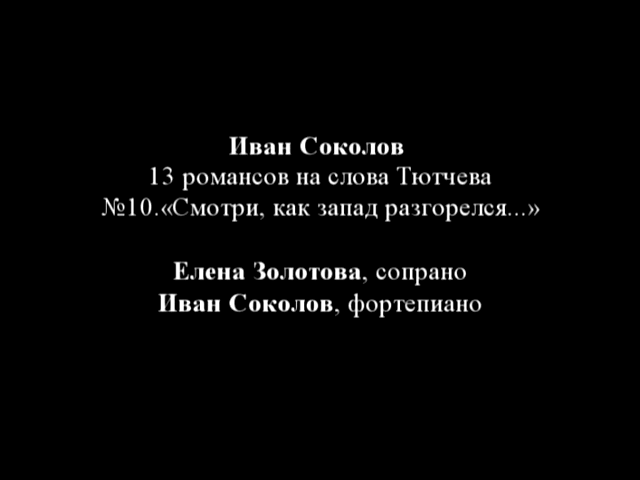 Иван Соколов
13 романсов на слова Тютчева
№10.«Смотри, как запад разгорелся...»
Елена Золотова, сопрано
Иван Соколов, фортепиано